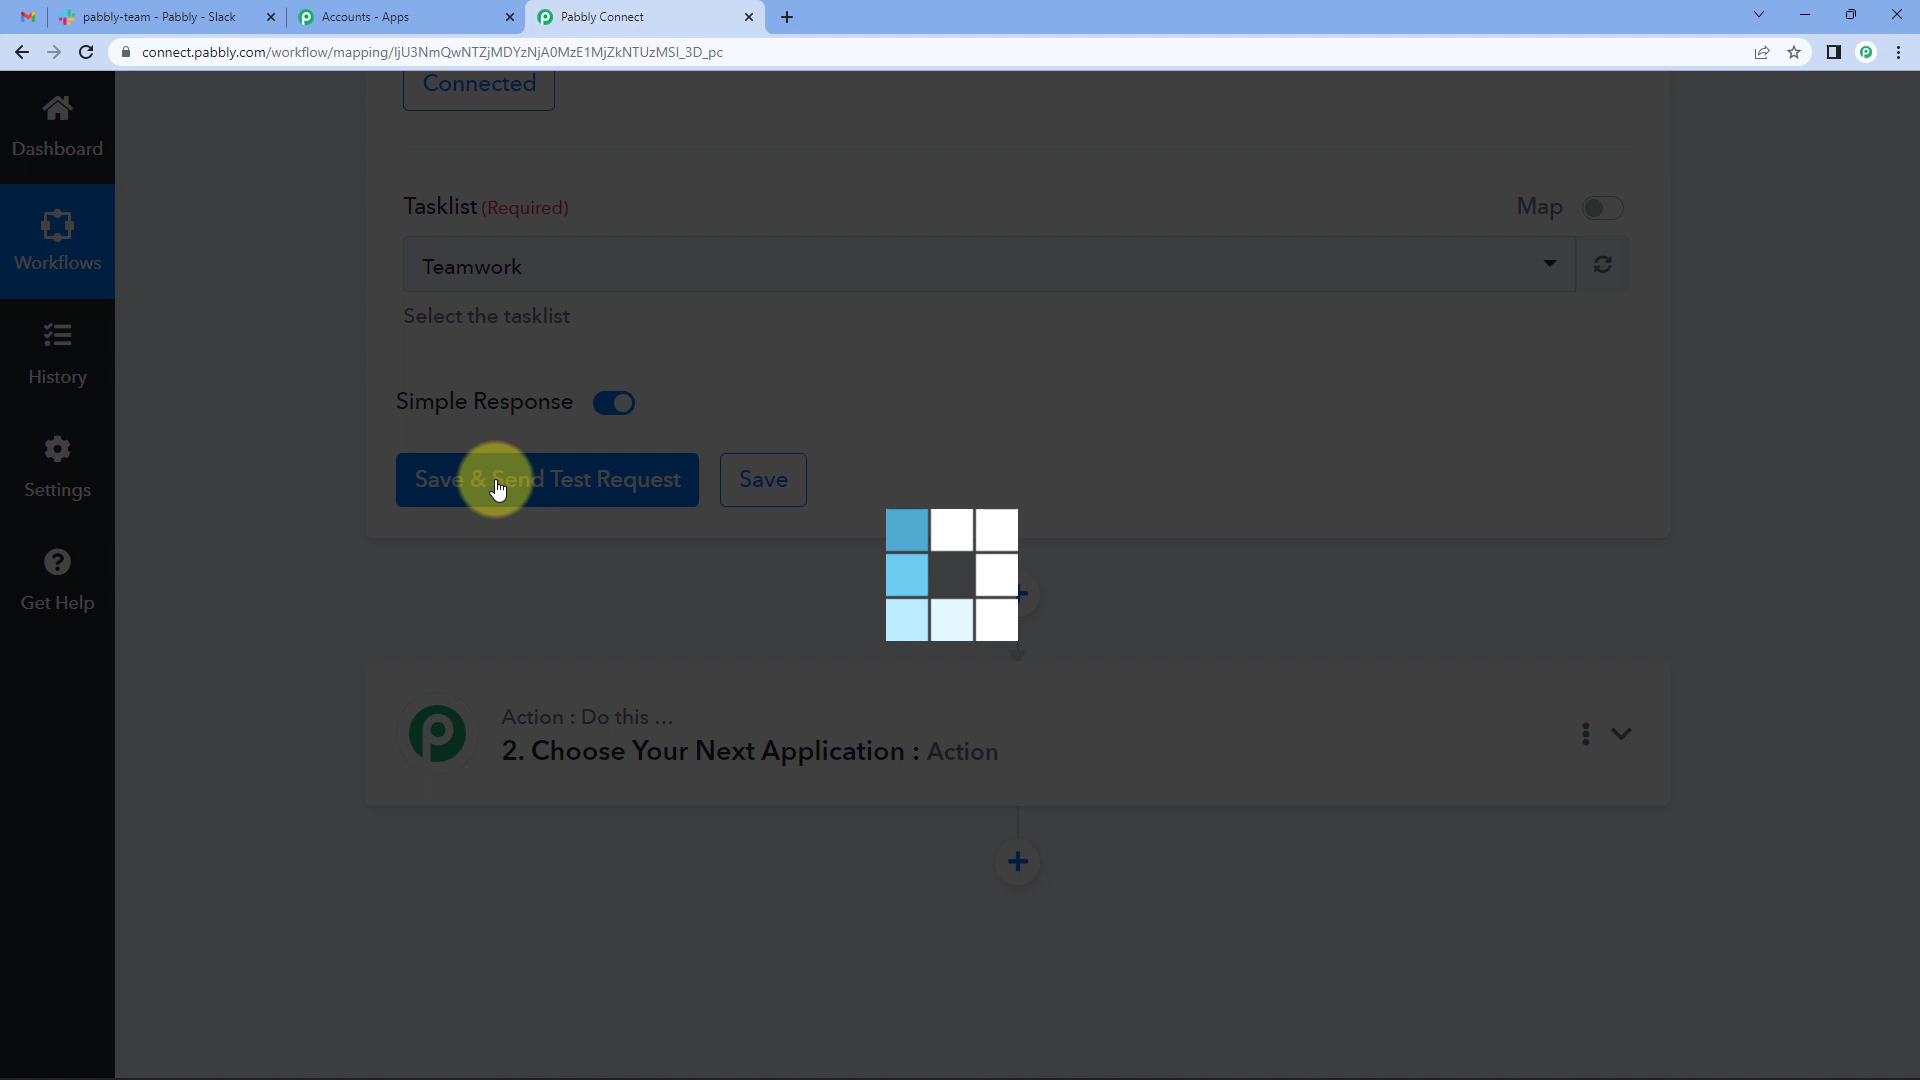 pabbly-team - Pabbly - Slack
Accounts - Apps
Pabbly Connect
connect.pabbly.com/workflow/mapping/IjU3NmQwNTZjMDYzNjA0MzE1MjZkNTUzMSI_3D_pc
Connected
Dashboard
Workflows
History
Settings
Get Help
Tasklist (Required)
Map
Teamwork
Select the tasklist
Simple Response
Save & Send Test Request
Save
Action : Do this ...
2. Choose Your Next Application : Action